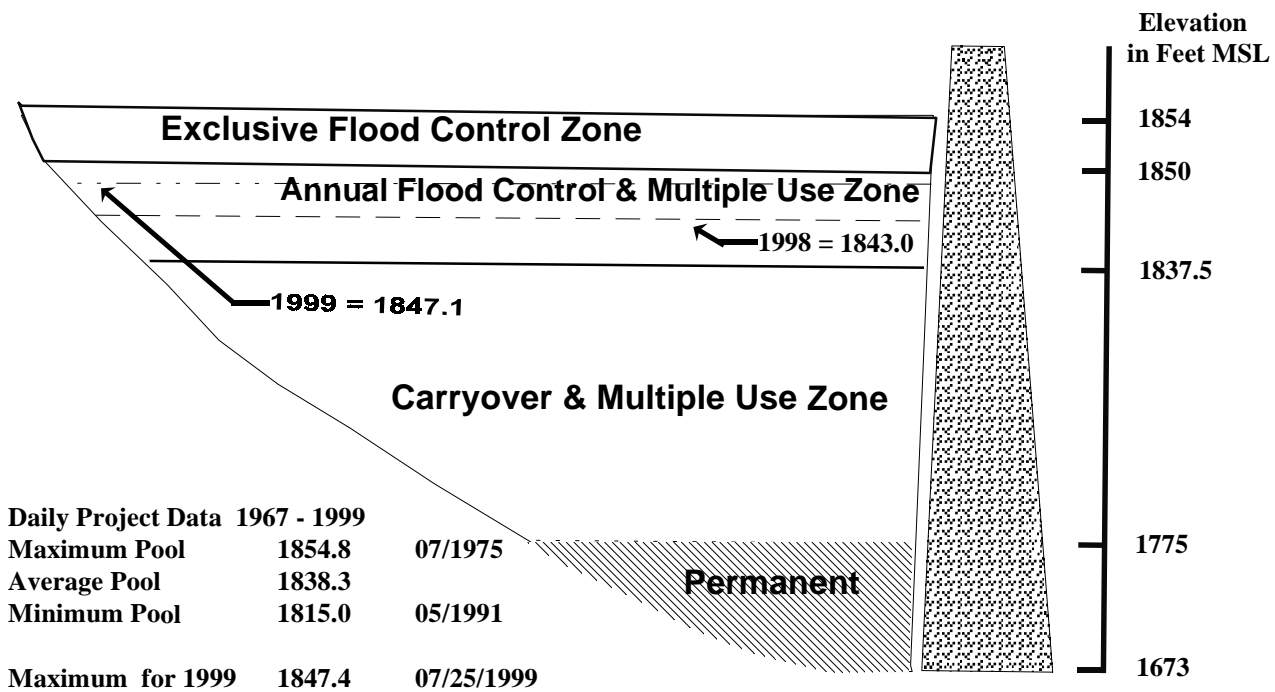 Elevation
in Feet MSL
Exclusive Flood Control Zone
1854
1850
Annual Flood Control & Multiple Use Zone
1998 = 1843.0
1837.5
1999 = 1847.1
Carryover & Multiple Use Zone
Daily Project Data 1967 - 1999
Maximum Pool 1854.8 07/1975
1775
Average Pool 1838.3
Permanent
Minimum Pool 1815.0 05/1991
1673
Maximum for 1999 1847.4 07/25/1999